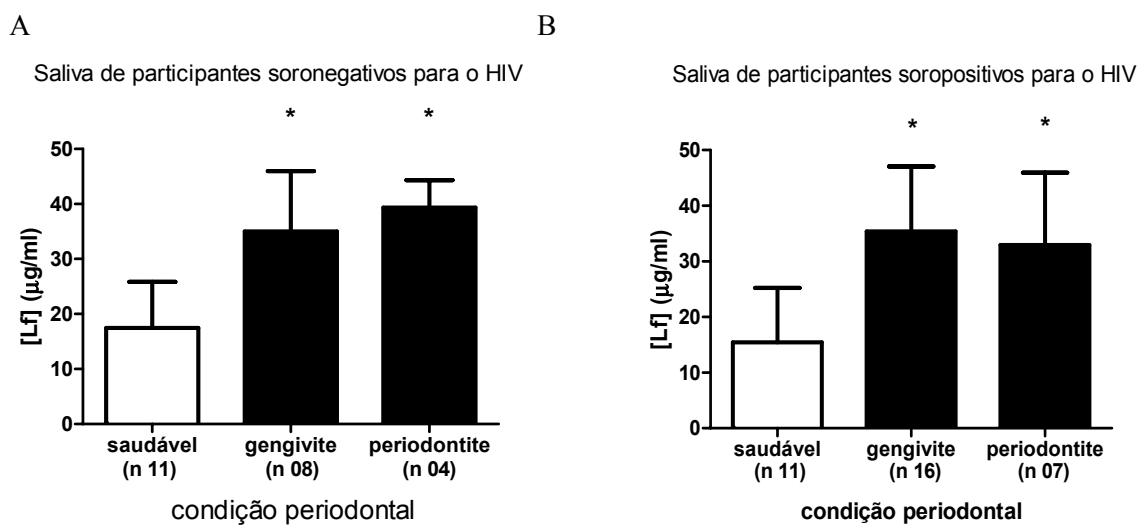 A
Saliva de participantes soronegativos para o HIV
* *
50
40
30
20
10
0
[Lf] (μg/ml)
saudável gengivite periodontite
(n 11) (n 08) (n 04)
condição periodontal
B
Saliva de participantes soropositivos para o HIV
* *
50
40
30
20
10
0
[Lf] (μg/ml)
saudável gengivite periodontite
(n 11) (n 16) (n 07)
condição periodontal